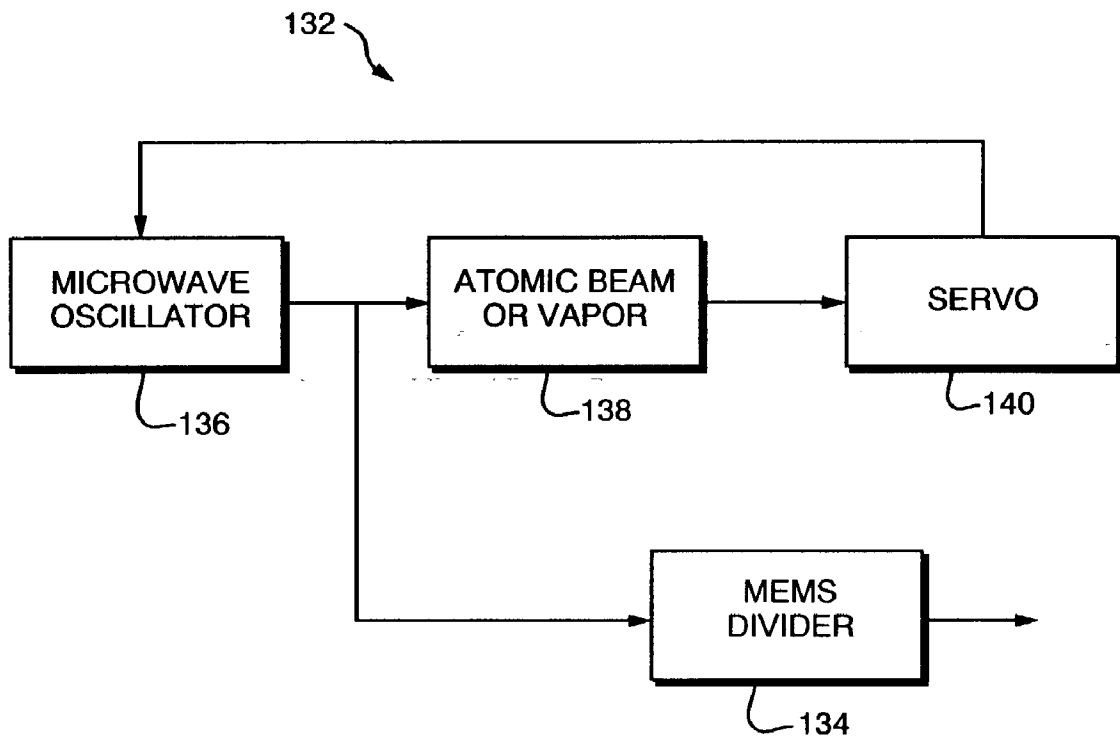 132
MICROWAVE
OSCILLATOR
136
ATOMIC BEAM
OR VAPOR
138
SERVO
140
MEMS
DIVIDER
134